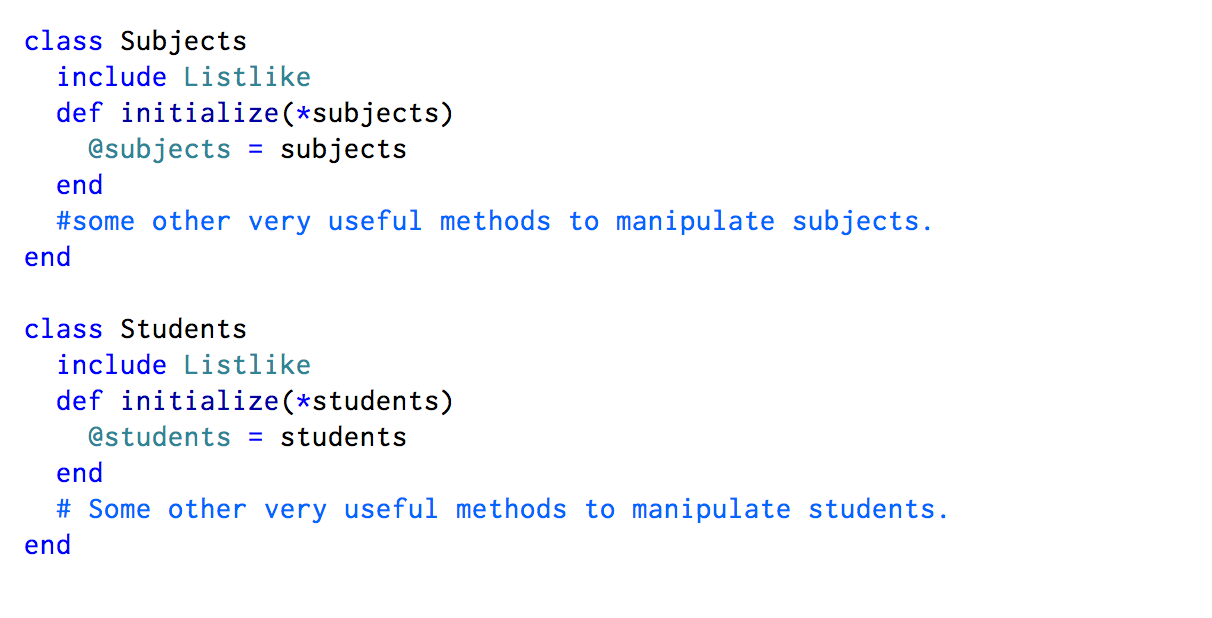 class Subjects
  include Listlike
  def initialize(*subjects)
    @subjects = subjects
  end
  #some other very useful methods to manipulate subjects.
end

class Students
  include Listlike
  def initialize(*students)
    @students = students
  end
  # Some other very useful methods to manipulate students.
end